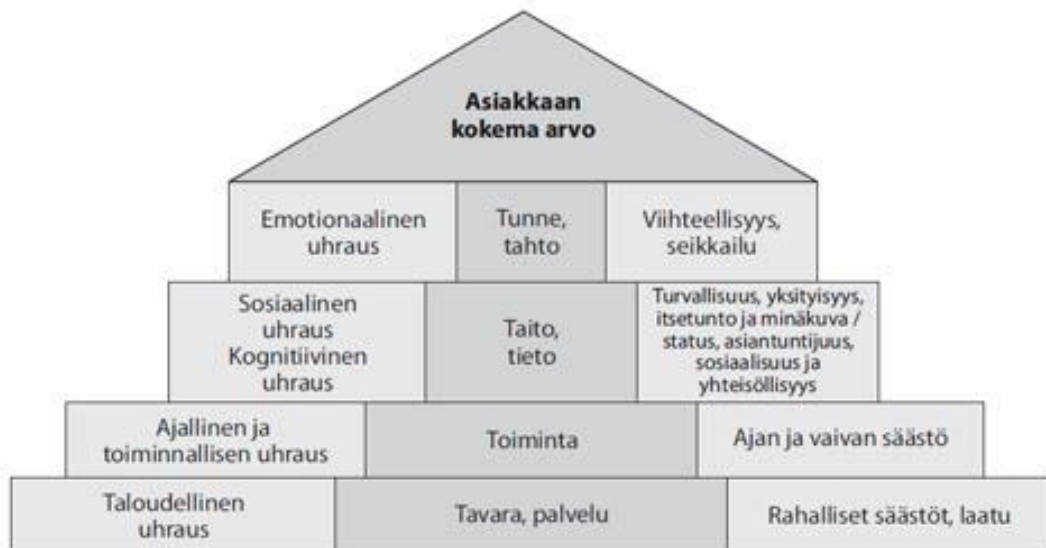 Asiakkaan
kokema arvo
Emotionaalinen
uhraus
Tunne,
tahto
Viihteellisyys,
seikkailu
Sosiaalinen
uhraus
Kognitiivinen
uhraus
Taito,
tieto
Turvallisuus, yksityisyys,
itsetunto ja minäkuva /
status, asiantuntijuus,
sosiaalisuus ja
yhteisöllisyys
Ajallinen ja
toiminnallisen uhraus
Toiminta
Ajan ja vaivan säästö
Taloudellinen
uhraus
Tavara, palvelu
Rahalliset säästöt, laatu